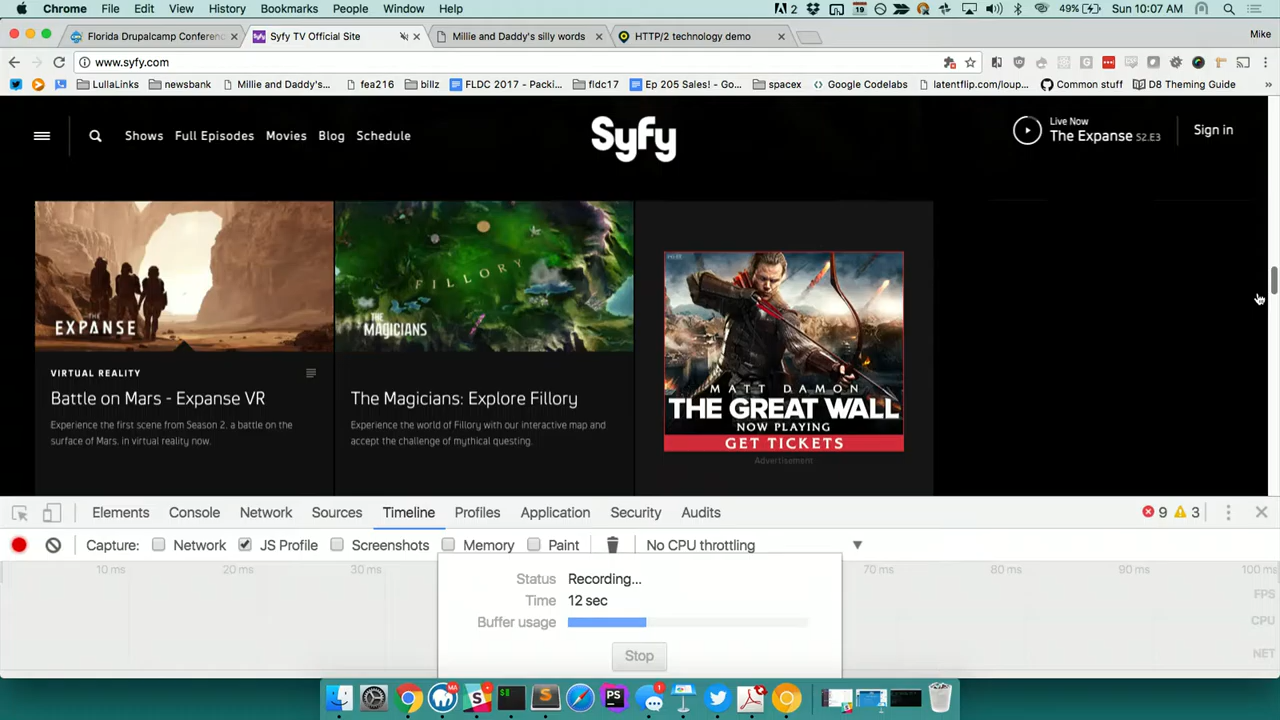 Chrome File Edit View History Bookmarks People Window Help 2 19 49% Sun 10:07 AM
Florida Drupalcamp Conferenc Syfy TV Official Site Millie and Daddy's silly words HTTP/2 technology demo Mike
www.syfy.com
LullaLinks newsbank Millie and Daddy's... fea216 billz FLDC 2017 - Packi... fldc17 Ep 205 Sales! - Go... spacex Google Codelabs latentflip.com/loup... Common stuff D8 Theming Guide
Shows Full Episodes Movies Blog Schedule
Syfy
Live Now
The Expanse S2.E3
Sign in
THE
EXPANSE
VIRTUAL REALITY
Battle on Mars - Expanse VR
Experience the first scene from Season 2, a battle on the
surface of Mars, in virtual reality now.
FILLORY
THE
MAGICIANS
The Magicians: Explore Fillory
Experience the world of Fillory with our interactive map and
accept the challenge of mythical questing.
MATT DAMON
THE GREAT WALL
NOW PLAYING
GET TICKETS
Advertisement
Elements Console Network Sources Timeline Profiles Application Security Audits 9 3
Capture: Network JS Profile Screenshots Memory Paint No CPU throttling
10 ms 20 ms 30 ms 70 ms 80 ms 90 ms 100 ms
FPS
CPU
NET
Status Recording...
Time 12 sec
Buffer usage
Stop
MA
PS
1